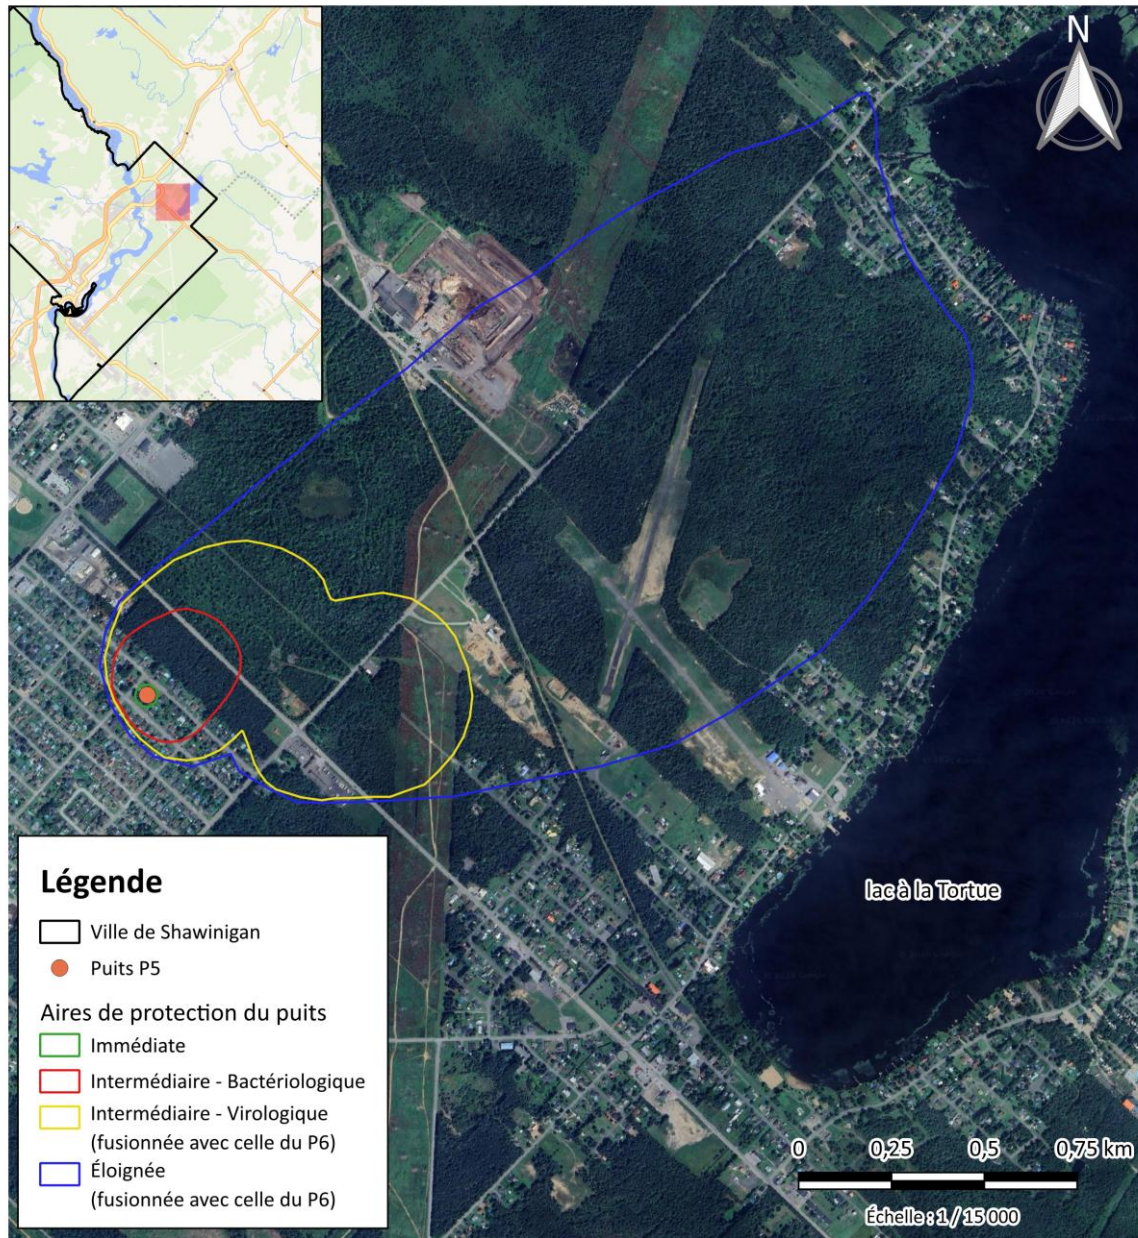 N
Légende
Ville de Shawinigan
Puits P5
Aires de protection du puits
Immédiate
Intermédiaire - Bactériologique
Intermédiaire - Virologique
(fusionnée avec celle du P6)
Éloignée
(fusionnée avec celle du P6)
lac à la Tortue
0 0,25 0,5 0,75 km
Échelle : 1 / 15 000